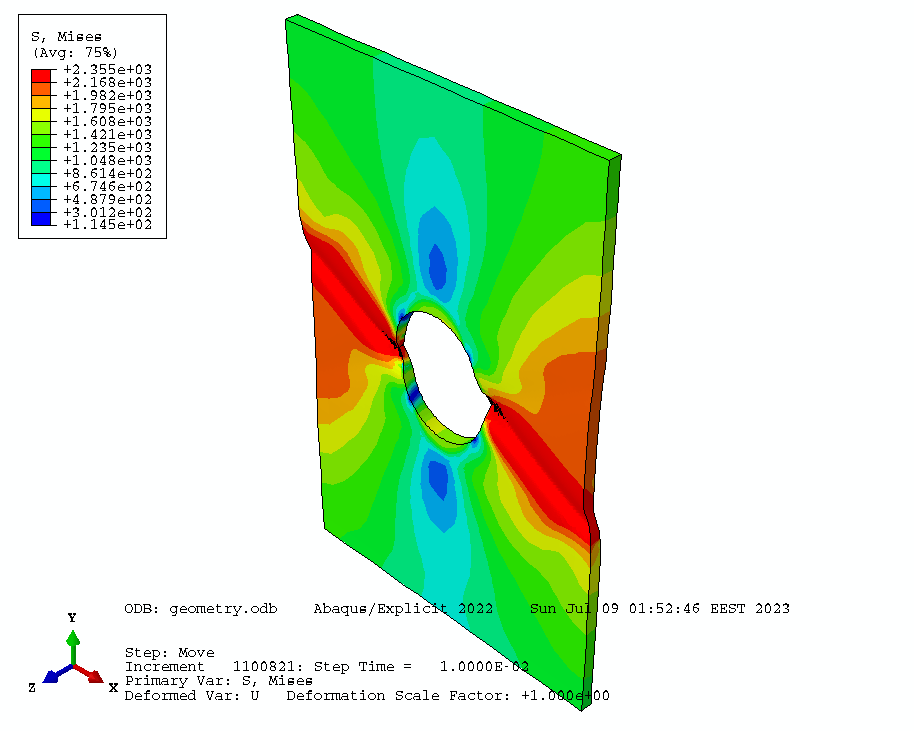 S, Mises
(Avg: 75%)
+2.355e+03
+2.168e+03
+1.982e+03
+1.795e+03
+1.608e+03
+1.421e+03
+1.235e+03
+1.048e+03
+8.614e+02
+6.746e+02
+4.879e+02
+3.012e+02
+1.145e+02
ODB: geometry.odb    Abaqus/Explicit 2022    Sun Jul 09 01:52:46 EEST 2023
Y
Z
X
Step: Move
Increment   1100821: Step Time =   1.0000E-02
Primary Var: S, Mises
Deformed Var: U   Deformation Scale Factor: +1.000e+00